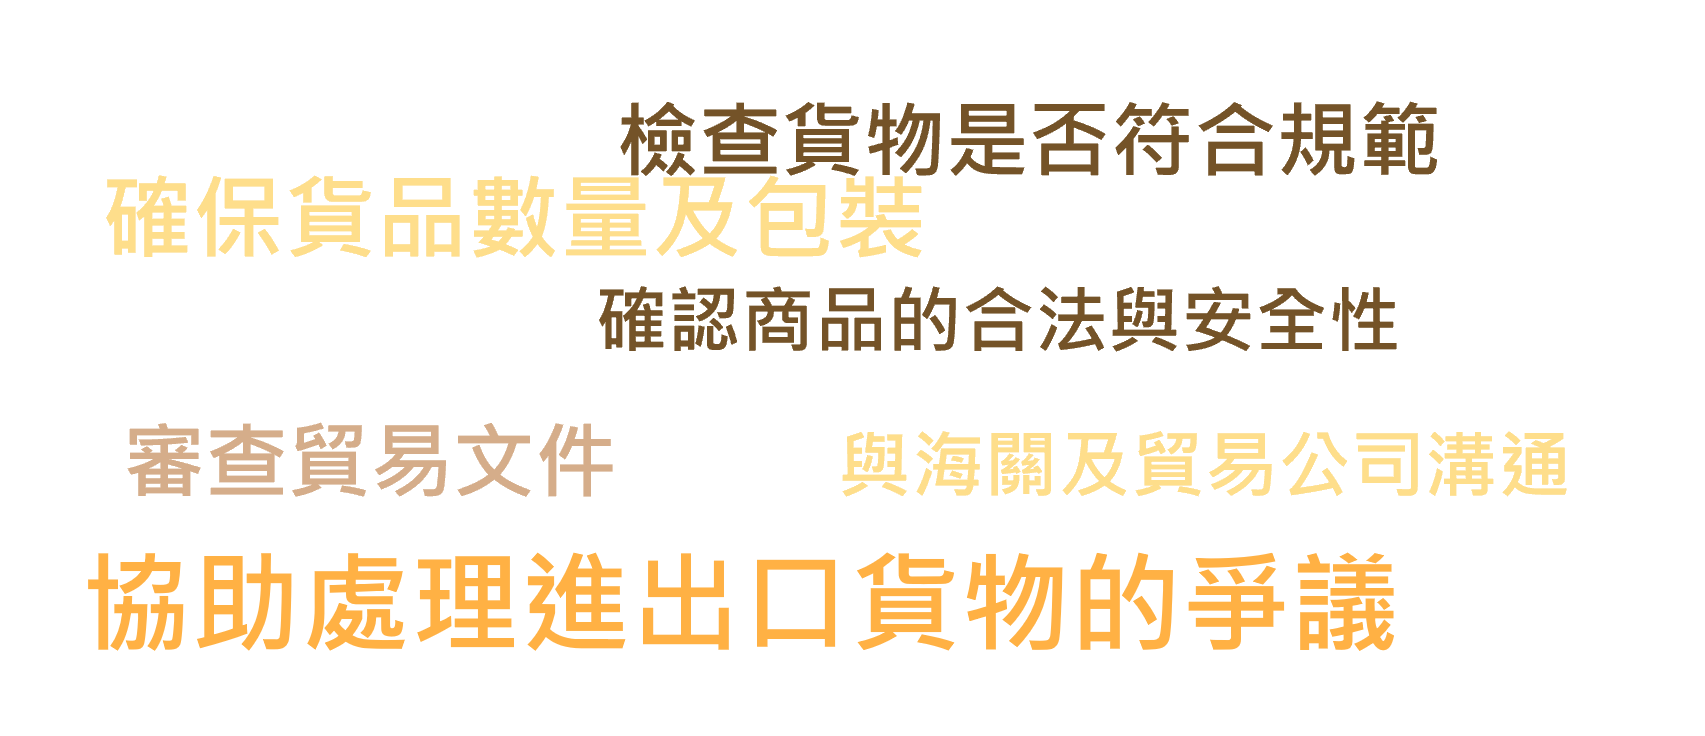 檢查貨物是否符合規範
確保貨品數量及包裝
確認商品的合法與安全性
審查貿易文件
與海關及貿易公司溝通
協助處理進出口貨物的爭議